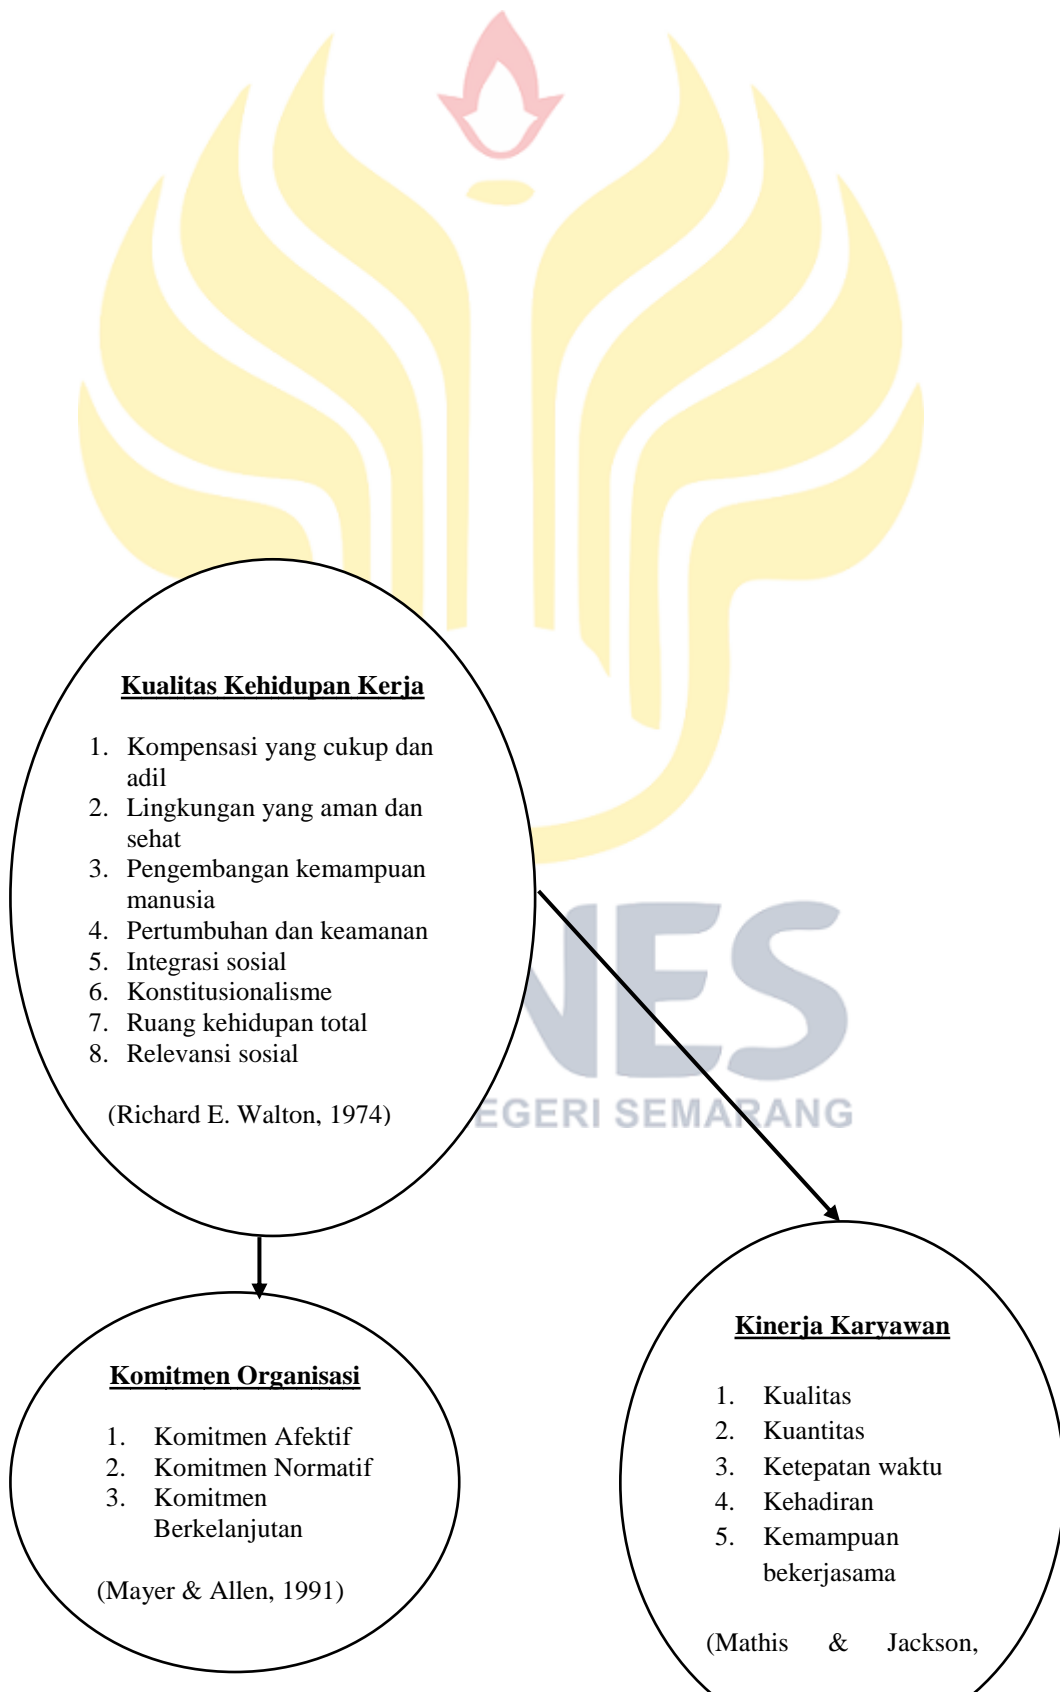 Kualitas Kehidupan Kerja
1. Kompensasi yang cukup dan
adil
2. Lingkungan yang aman dan
sehat
3. Pengembangan kemampuan
manusia
4. Pertumbuhan dan keamanan
5. Integrasi sosial
6. Konstitusionalisme
7. Ruang kehidupan total
8. Relevansi sosial
(Richard E. Walton, 1974)
NES
EGERI SEMARANG
Komitmen Organisasi
1. Komitmen Afektif
2. Komitmen Normatif
3. Komitmen
Berkelanjutan
(Mayer & Allen, 1991)
Kinerja Karyawan
1. Kualitas
2. Kuantitas
3. Ketepatan waktu
4. Kehadiran
5. Kemampuan
bekerjasama
(Mathis & Jackson,